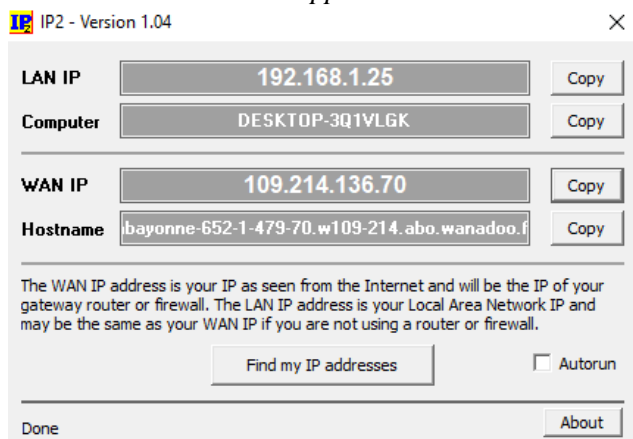 IP2 IP2 - Version 1.04
LAN IP 192.168.1.25 Copy
Computer DESKTOP-3Q1VLGK Copy
WAN IP 109.214.136.70 Copy
Hostname bayonne-652-1-479-70.w109-214.abo.wanadoo.f Copy
The WAN IP address is your IP as seen from the Internet and will be the IP of your
gateway router or firewall. The LAN IP address is your Local Area Network IP and
may be the same as your WAN IP if you are not using a router or firewall.
Find my IP addresses Autorun
Done About